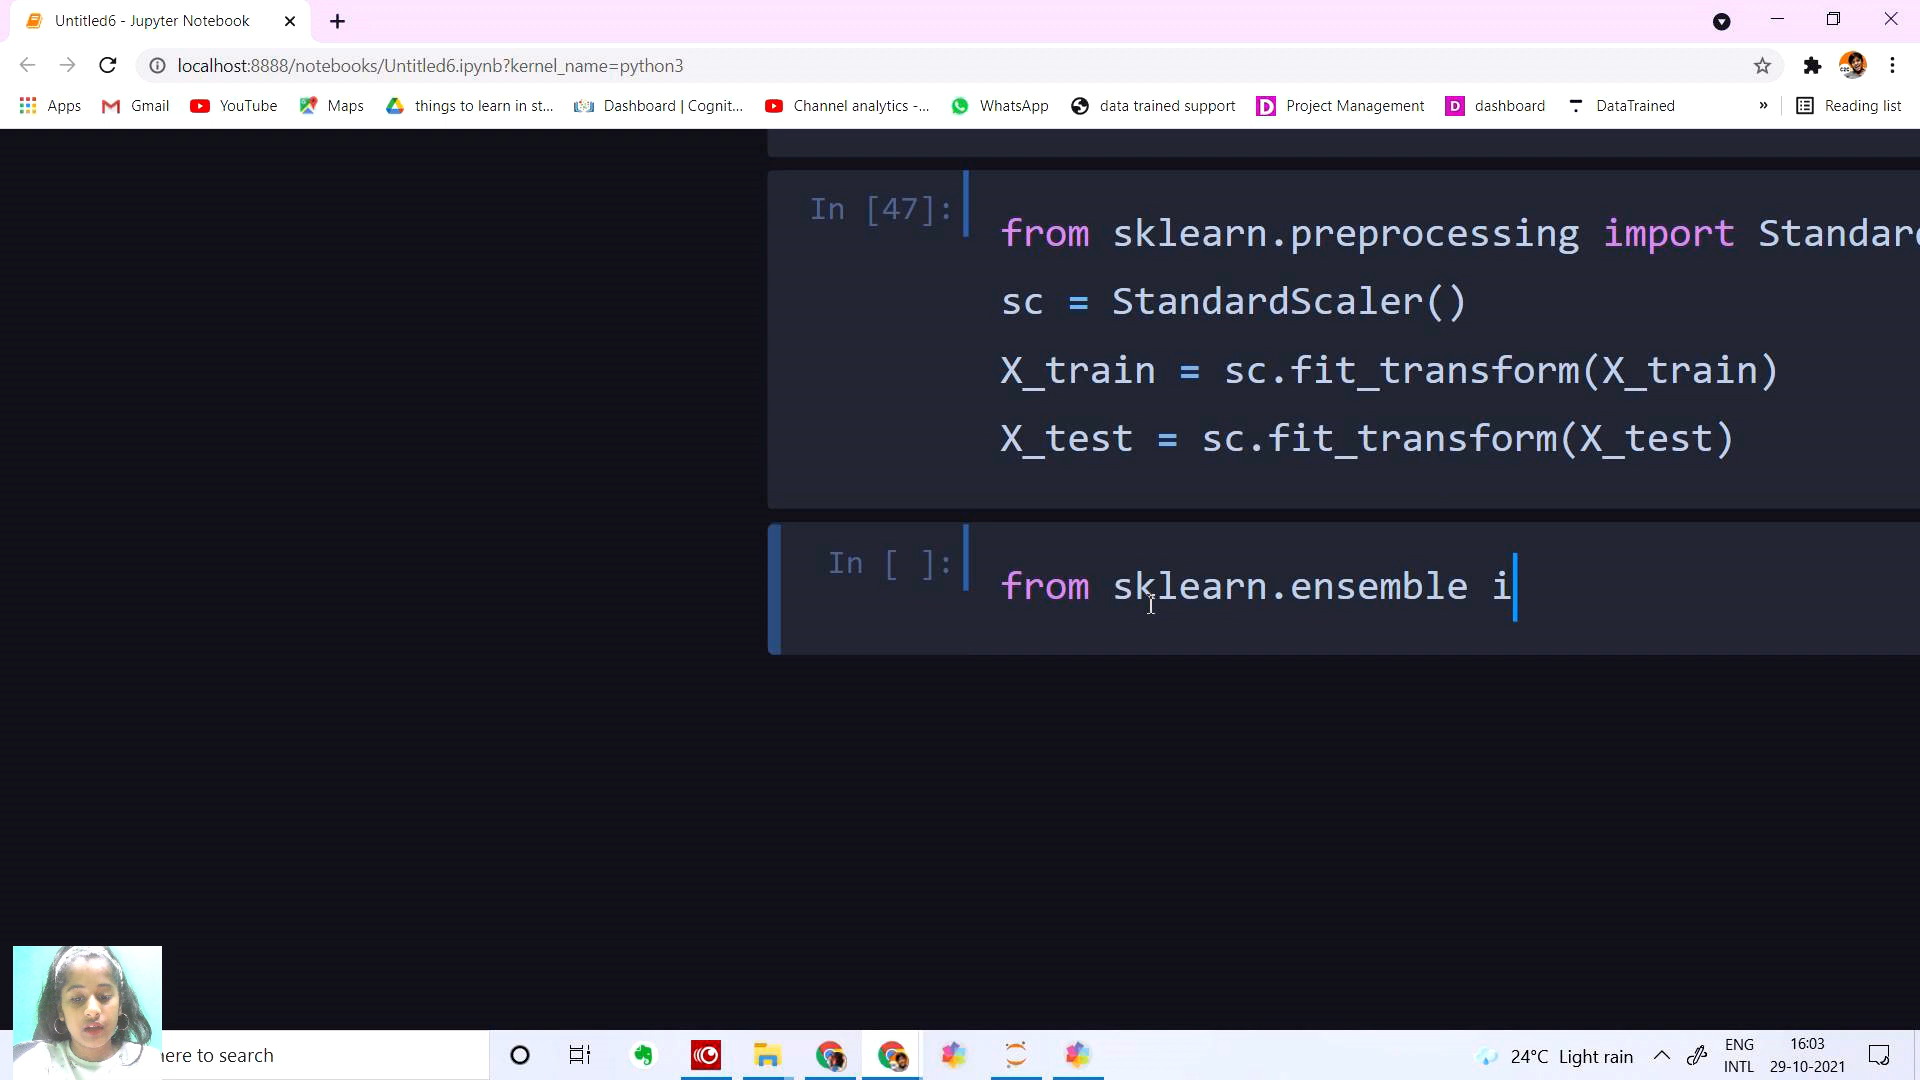 Untitled6 - Jupyter Notebook
localhost:8888/notebooks/Untitled6.ipynb?kernel_name=python3
Apps Gmail YouTube Maps things to learn in st... Dashboard | Cognit... Channel analytics -... WhatsApp data trained support Project Management dashboard DataTrained » Reading list
In [47]:
from sklearn.preprocessing import Standard
sc = StandardScaler()
X_train = sc.fit_transform(X_train)
X_test = sc.fit_transform(X_test)
In [ ]:
from sklearn.ensemble i
here to search
24°C Light rain
ENG
INTL
16:03
29-10-2021